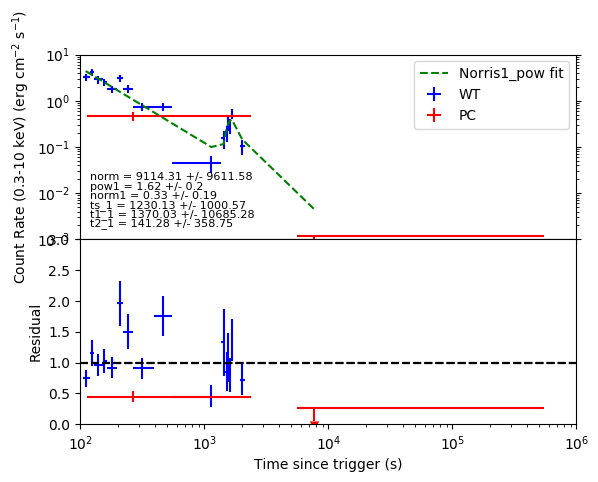 Count Rate (0.3-10 keV) (erg cm⁻² s⁻¹)
10¹
10⁰
10⁻¹
10⁻²
10⁻³
Norris1_pow fit
WT
PC
norm = 9114.31 +/- 9611.58
pow1 = 1.62 +/- 0.2
norm1 = 0.33 +/- 0.19
ts_1 = 1230.13 +/- 1000.57
t1_1 = 1370.03 +/- 10685.28
t2_1 = 141.28 +/- 358.75
Residual
3.0
2.5
2.0
1.5
1.0
0.5
0.0
10² 10³ 10⁴ 10⁵ 10⁶
Time since trigger (s)